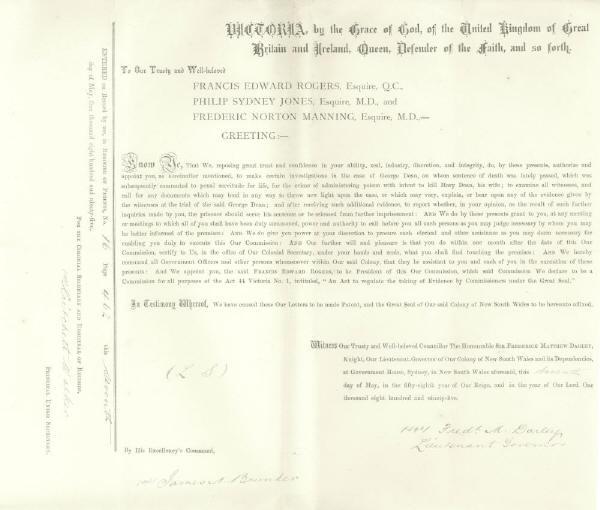 VICTORIA, by the Grace of God, of the United Kingdom of Great
Britain and Ireland, Queen, Defender of the Faith, and so forth.
To Our Trusty and Well-beloved
FRANCIS EDWARD ROGERS, Esquire, Q.C.,
PHILIP SYDNEY JONES, Esquire, M.D., and
FREDERIC NORTON MANNING, Esquire, M.D.,—
GREETING:—
Know Ye, That We, reposing great trust and confidence in your ability, zeal, industry, discretion, and integrity, do, by these presents, authorise and
appoint you, as hereinafter mentioned, to make certain investigations in the case of George Dean, on whom sentence of death was lately passed, which was
subsequently commuted to penal servitude for life, for the crime of administering poison with intent to kill Mary Dean, his wife; to examine all witnesses, and
call for any documents which may tend in any way to throw new light upon the case, or which may vary, explain, or bear upon any of the evidence given by
the witnesses at the trial of the said George Dean; and after receiving such additional evidence, to report whether, in your opinion, as the result of such further
inquiries made by you, the prisoner should serve his sentence or be released from further imprisonment: AND We do by these presents grant to you, at any meeting
or meetings to which all of you shall have been duly summoned, power and authority to call before you all such persons as you may judge necessary by whom you may
be better informed of the premises: AND We do give you power at your discretion to procure such clerical and other assistance as you may deem necessary for
enabling you duly to execute this Our Commission: AND Our further will and pleasure is that you do within one month after the date of this Our
Commission, certify to Us, in the office of Our Colonial Secretary, under your hands and seals, what you shall find touching the premises: AND We hereby
command all Government Officers and other persons whomsoever within Our said Colony, that they be assistant to you and each of you in the execution of these
presents: AND We appoint you, the said FRANCIS EDWARD ROGERS, to be President of this Our Commission, which said Commission We declare to be a
Commission for all purposes of the Act 44 Victoria No. 1, intituled, "An Act to regulate the taking of Evidence by Commissioners under the Great Seal."
In Testimony Whereof, We have caused these Our Letters to be made Patent, and the Great Seal of Our said Colony of New South Wales to be hereunto affixed.
Witness Our Trusty and Well-beloved Councillor The Honourable SIR FREDERICK MATTHEW DARLEY,
Knight, Our Lieutenant-Governor of Our Colony of New South Wales and its Dependencies,
at Government House, Sydney, in New South Wales aforesaid, this seventh
day of May, in the fifty-eighth year of Our Reign, and in the year of Our Lord One
thousand eight hundred and ninety-five.
(L S)
Fredk. M. Darley
Lieutenant Governor
By His Excellency's Command,
James N Brunker
ENTERED on Record by me, in REGISTER OF PATENTS, No. 16 Page 462 this seventh
day of May, One thousand eight hundred and ninety-five.
FOR THE COLONIAL SECRETARY AND REGISTRAR OF RECORDS,
Critchett Walker
PRINCIPAL UNDER SECRETARY.